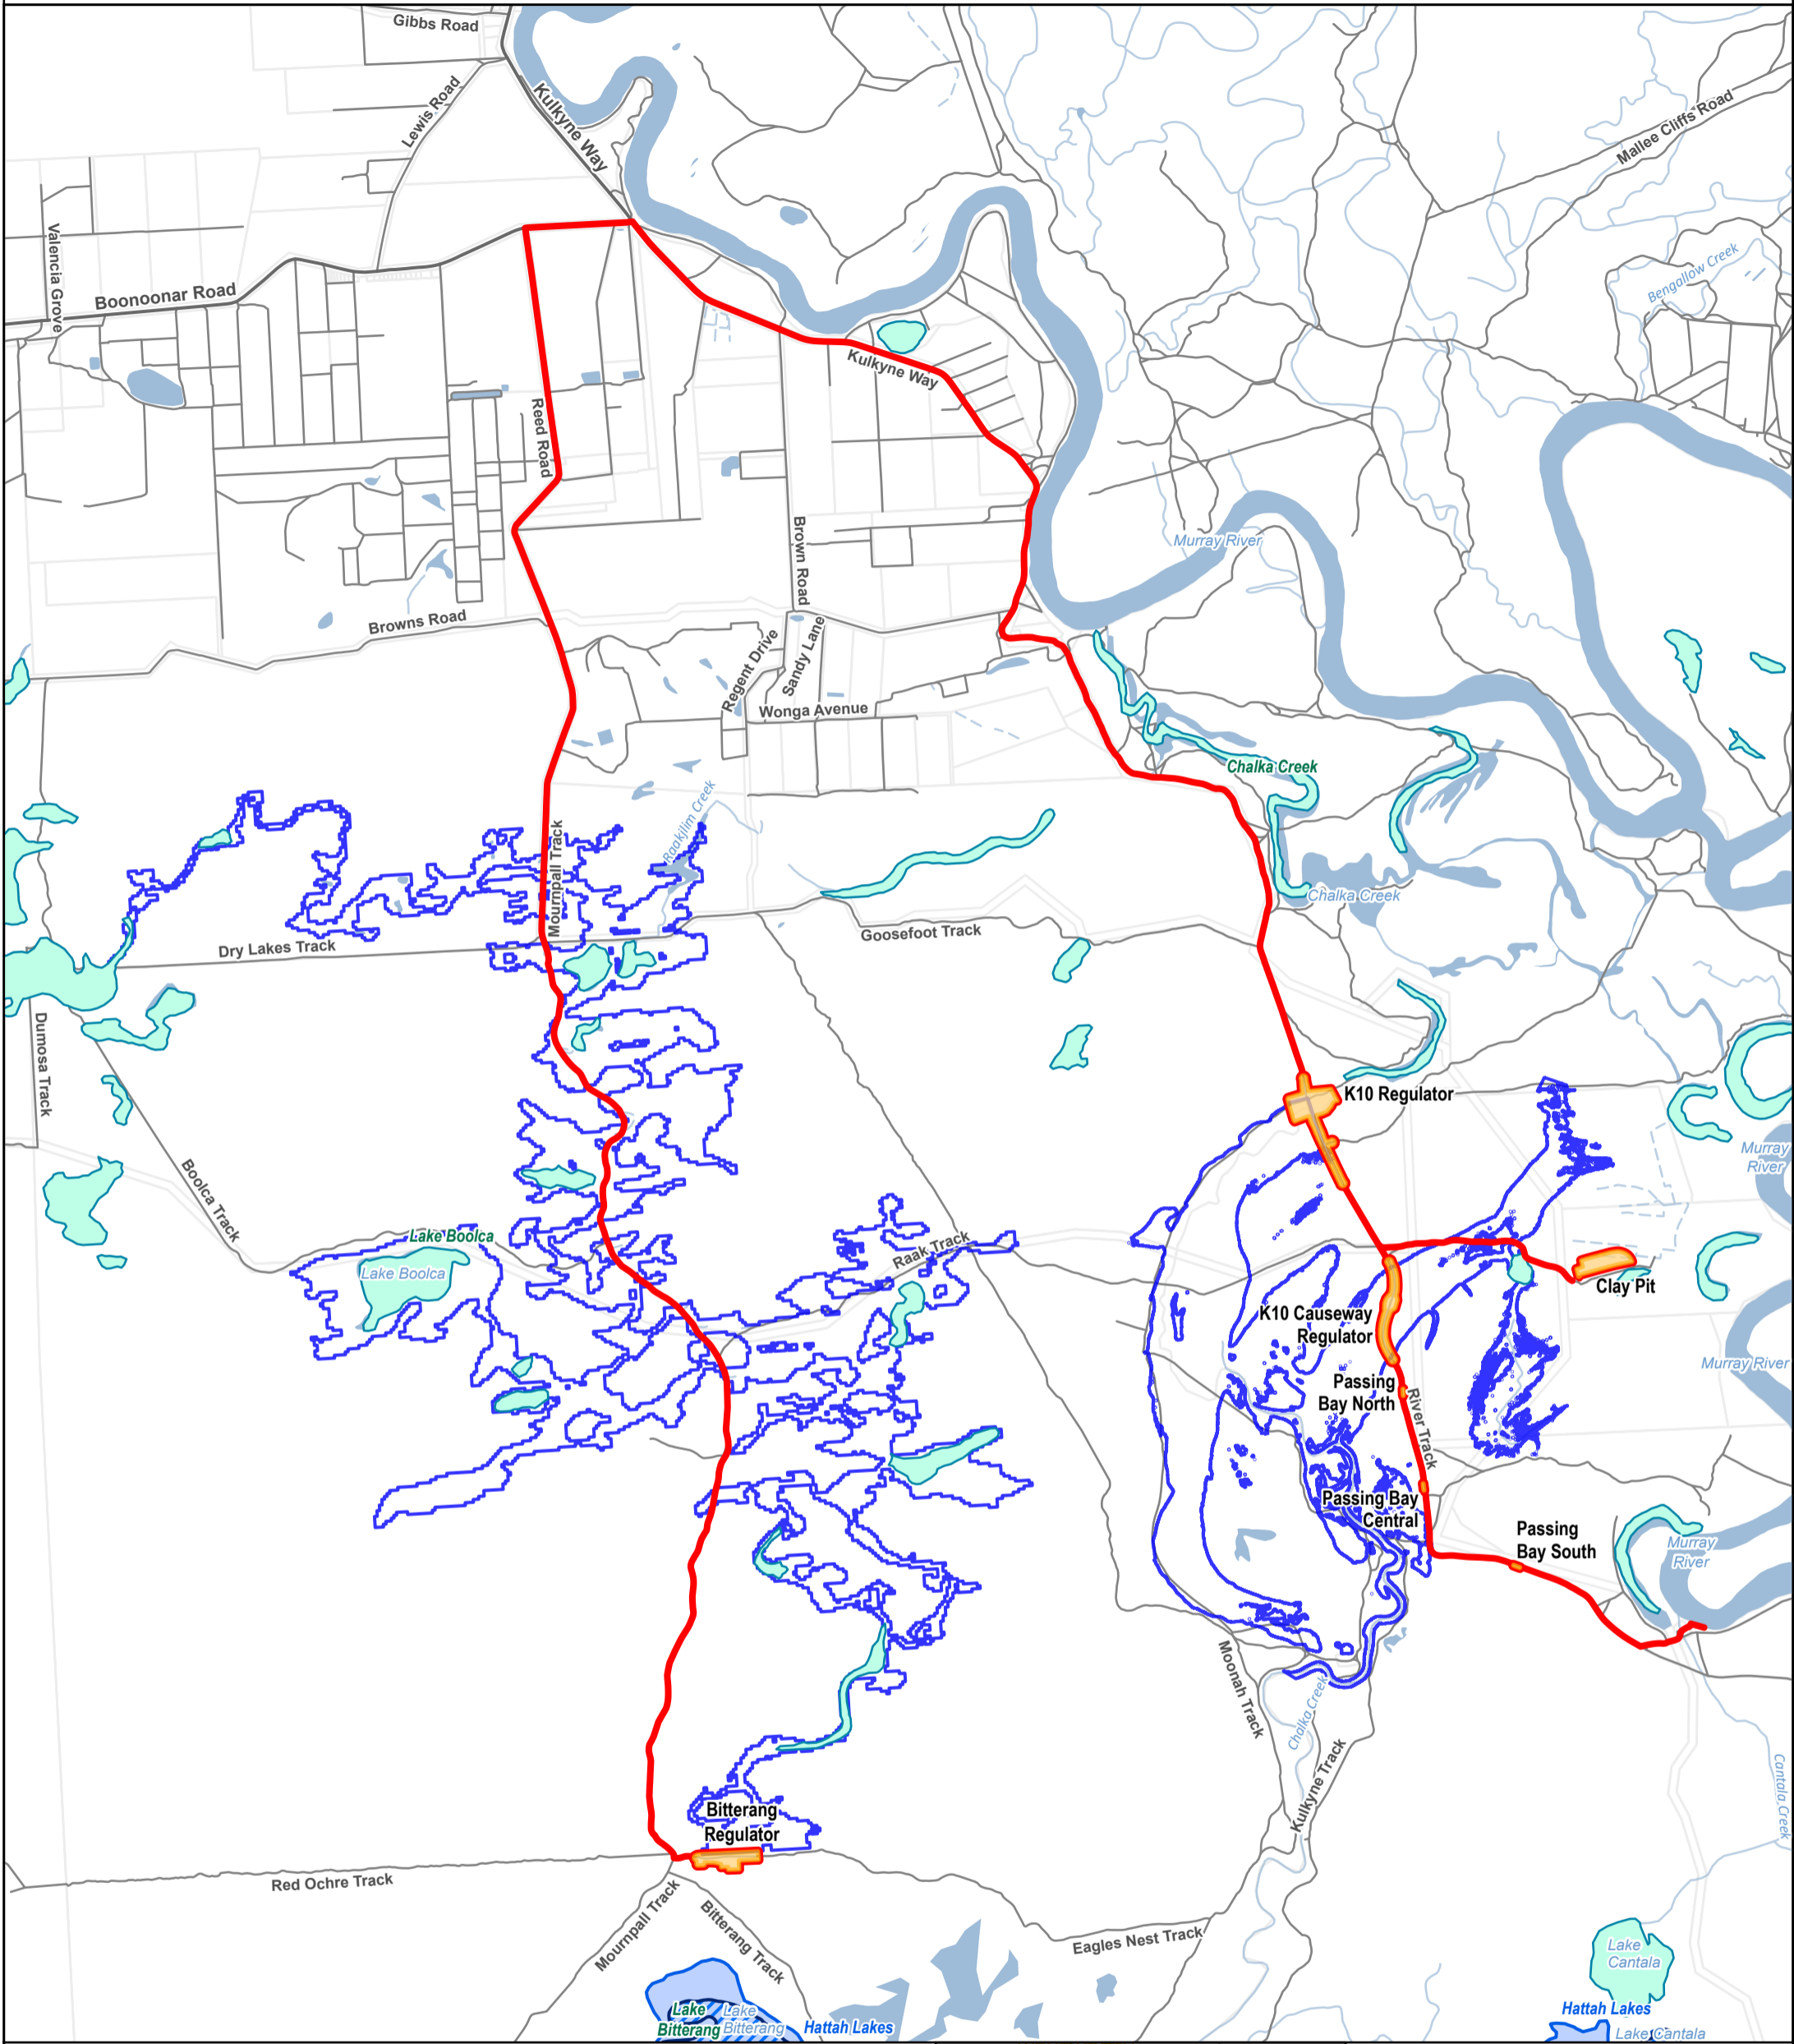 Gibbs Road
Kulkyne Way
Lewis Road
Mallee Cliffs Road
Valencia Grove
Boonoonar Road
Bengallow Creek
Kulkyne Way
Reed Road
Brown Road
Murray River
Browns Road
Regent Drive
Sandy Lane
Wonga Avenue
Chalka Creek
Raakjlim Creek
Mournpall Track
Chalka Creek
Goosefoot Track
Dry Lakes Track
Dumosa Track
K10 Regulator
Murray
River
Boolca Track
Lake Boolca
Lake Boolca
Raak Track
Clay Pit
K10 Causeway
Regulator
Murray River
Passing
Bay North
River Track
Passing Bay
Central
Passing
Bay South
Murray
River
Moonah Track
Chalka Creek
Kulkyne Track
Cantala Creek
Bitterang
Regulator
Red Ochre Track
Mournpall Track
Bitterang Track
Eagles Nest Track
Lake
Cantala
Lake
Bitterang
Lake
Bitterang
Hattah Lakes
Hattah Lakes
Lake Cantala